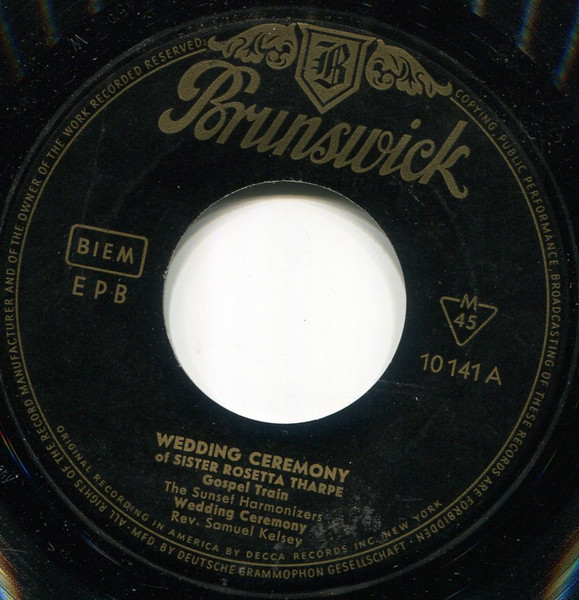 B
Brunswick
BIEM
EPB
M
45
10 141 A
WEDDING CEREMONY
of SISTER ROSETTA THARPE
Gospel Train
The Sunset Harmonizers
Wedding Ceremony
Rev. Samuel Kelsey
ORIGINAL RECORDING IN AMERICA BY DECCA RECORDS INC., NEW YORK
ALL RIGHTS OF THE RECORD MANUFACTURER AND OF THE OWNER OF THE WORK RECORDED RESERVED.
COPYING, PUBLIC PERFORMANCE, BROADCASTING OF THESE RECORDS ARE FORBIDDEN
MFD. BY DEUTSCHE GRAMMOPHON GESELLSCHAFT